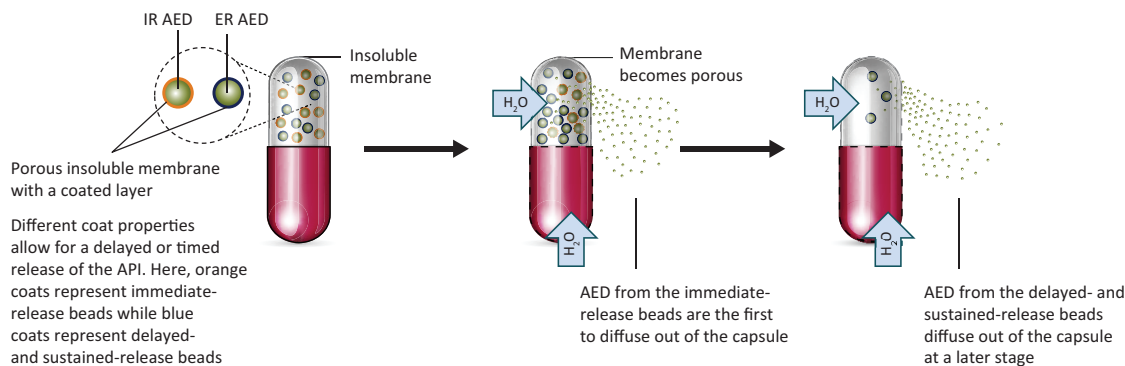 IR AED
ER AED
Insoluble
membrane
Porous insoluble membrane
with a coated layer
Different coat properties
allow for a delayed or timed
release of the API. Here, orange
coats represent immediate-
release beads while blue
coats represent delayed-
and sustained-release beads
Membrane
becomes porous
H₂O
H₂O
AED from the immediate-
release beads are the first
to diffuse out of the capsule
H₂O
H₂O
AED from the delayed- and
sustained-release beads
diffuse out of the capsule
at a later stage